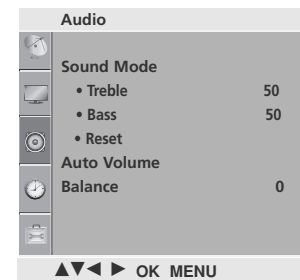 Audio
Sound Mode
• Treble 50
• Bass 50
• Reset
Auto Volume
Balance 0
▲▼◄ ► OK MENU